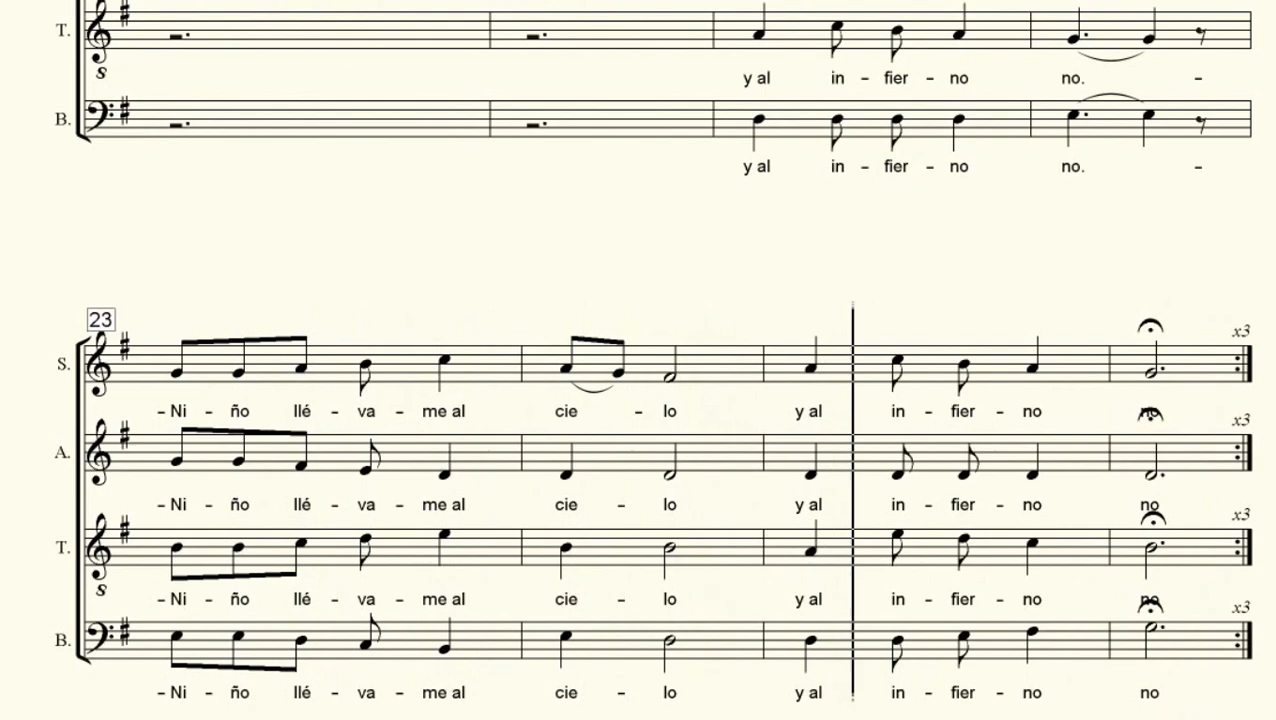 T.
8
y al in - fier - no no. -
B.
y al in - fier - no no. -
23
x3
S.
- Ni - ño llé - va - me al cie - lo y al in - fier - no no
x3
A.
- Ni - ño llé - va - me al cie - lo y al in - fier - no no
x3
T.
8
- Ni - ño llé - va - me al cie - lo y al in - fier - no no
x3
B.
- Ni - ño llé - va - me al cie - lo y al in - fier - no no